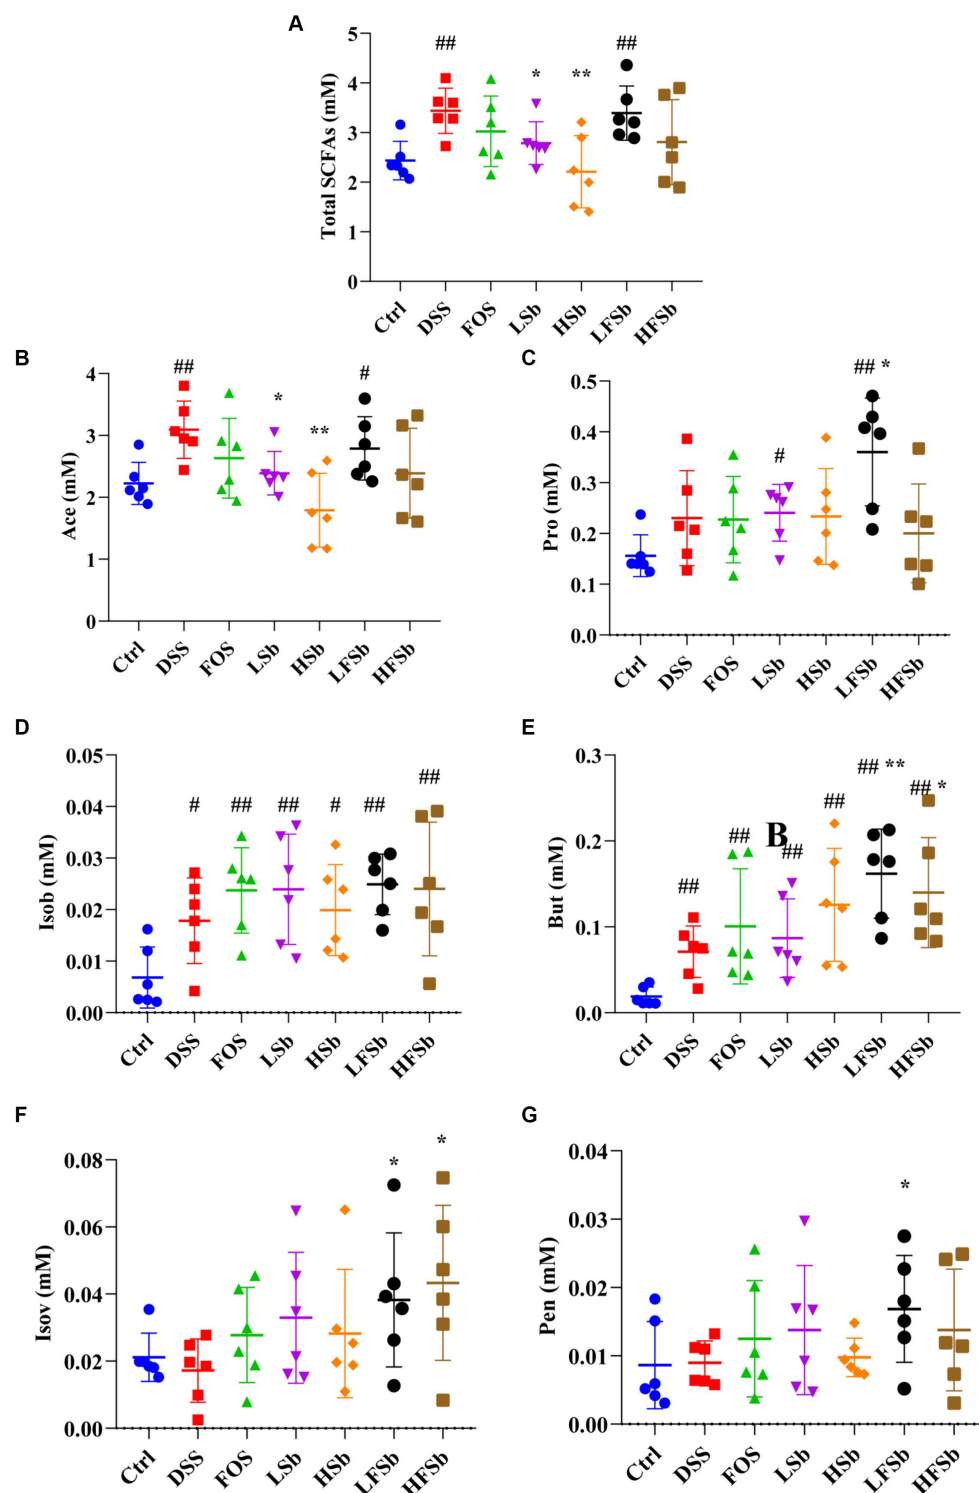 A
Total SCFAs (mM)
5
4
3
2
1
0
##
*
**
##
Ctrl
DSS
FOS
LSb
HSb
LFSb
HFSb
B
Ace (mM)
4
3
2
1
0
##
*
**
#
Ctrl
DSS
FOS
LSb
HSb
LFSb
HFSb
C
Pro (mM)
0.5
0.4
0.3
0.2
0.1
0.0
#
## *
Ctrl
DSS
FOS
LSb
HSb
LFSb
HFSb
D
Isob (mM)
0.05
0.04
0.03
0.02
0.01
0.00
#
##
##
#
##
##
Ctrl
DSS
FOS
LSb
HSb
LFSb
HFSb
E
But (mM)
0.3
0.2
0.1
0.0
##
##
B
##
##
## **
## *
Ctrl
DSS
FOS
LSb
HSb
LFSb
HFSb
F
Isov (mM)
0.08
0.06
0.04
0.02
0.00
*
*
Ctrl
DSS
FOS
LSb
HSb
LFSb
HFSb
G
Pen (mM)
0.04
0.03
0.02
0.01
0.00
*
Ctrl
DSS
FOS
LSb
HSb
LFSb
HFSb